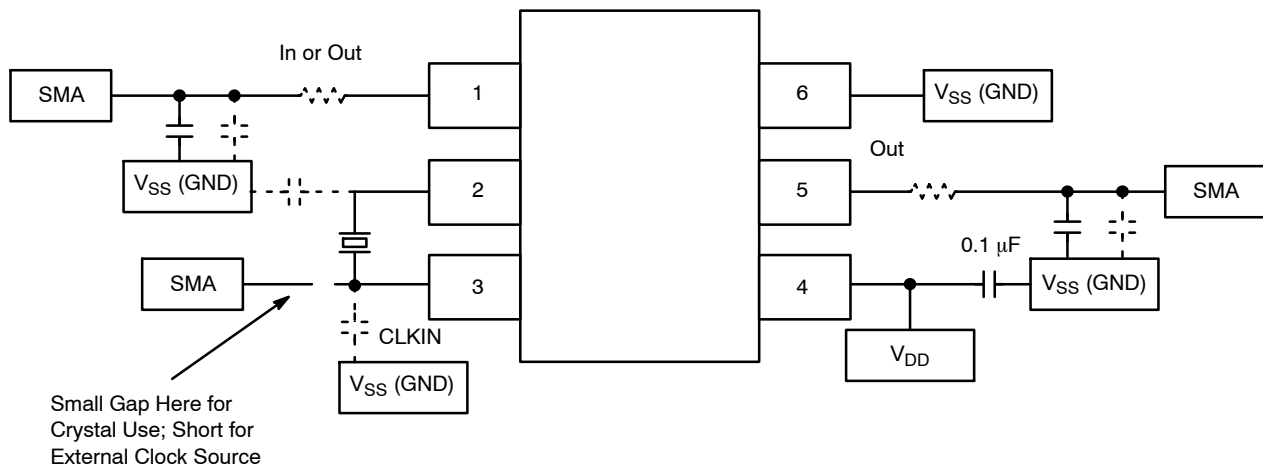 In or Out
SMA
1
6
V_SS (GND)
V_SS (GND)
2
Out
5
SMA
SMA
3
0.1 μF
4
V_SS (GND)
CLKIN
V_DD
V_SS (GND)
Small Gap Here for
Crystal Use; Short for
External Clock Source